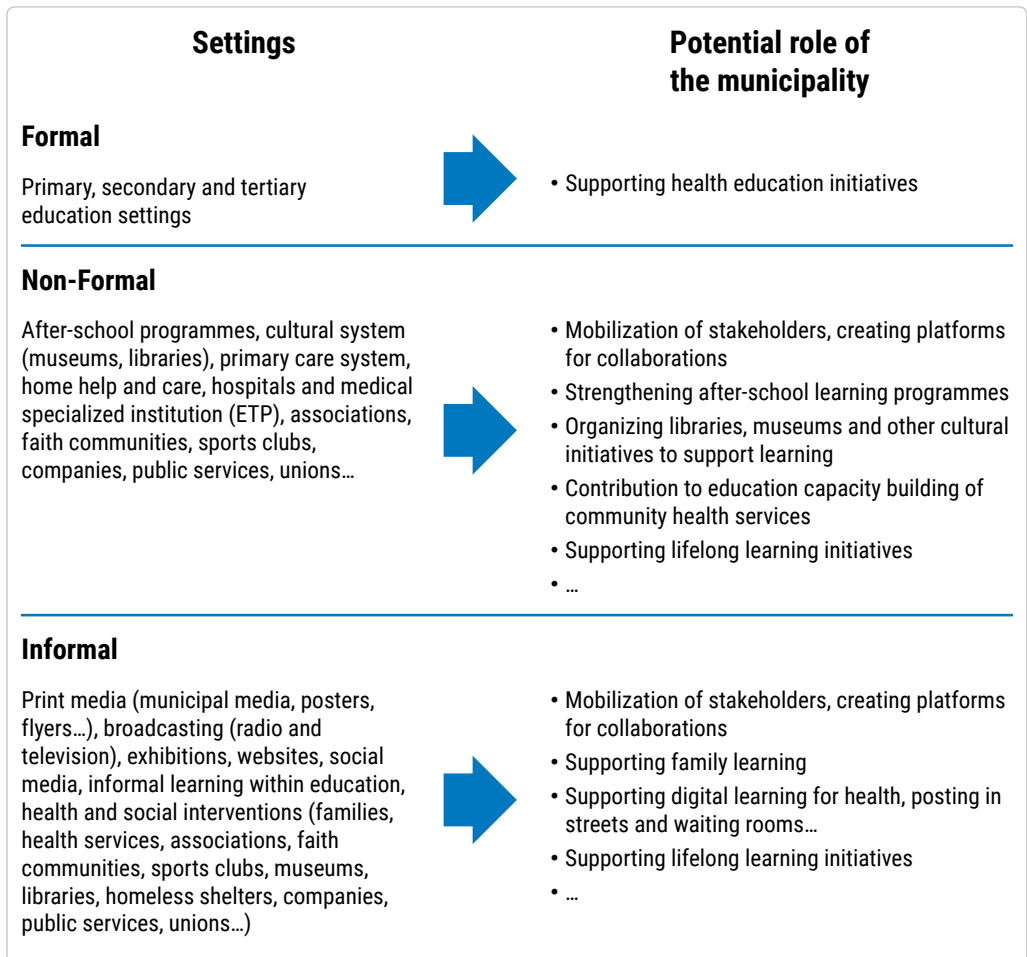 Settings
Potential role of
the municipality
Formal
Primary, secondary and tertiary
education settings
• Supporting health education initiatives
Non-Formal
After-school programmes, cultural system
(museums, libraries), primary care system,
home help and care, hospitals and medical
specialized institution (ETP), associations,
faith communities, sports clubs,
companies, public services, unions…
• Mobilization of stakeholders, creating platforms
for collaborations
• Strengthening after-school learning programmes
• Organizing libraries, museums and other cultural
initiatives to support learning
• Contribution to education capacity building of
community health services
• Supporting lifelong learning initiatives
• …
Informal
Print media (municipal media, posters,
flyers…), broadcasting (radio and
television), exhibitions, websites, social
media, informal learning within education,
health and social interventions (families,
health services, associations, faith
communities, sports clubs, museums,
libraries, homeless shelters, companies,
public services, unions…)
• Mobilization of stakeholders, creating platforms
for collaborations
• Supporting family learning
• Supporting digital learning for health, posting in
streets and waiting rooms…
• Supporting lifelong learning initiatives
• …